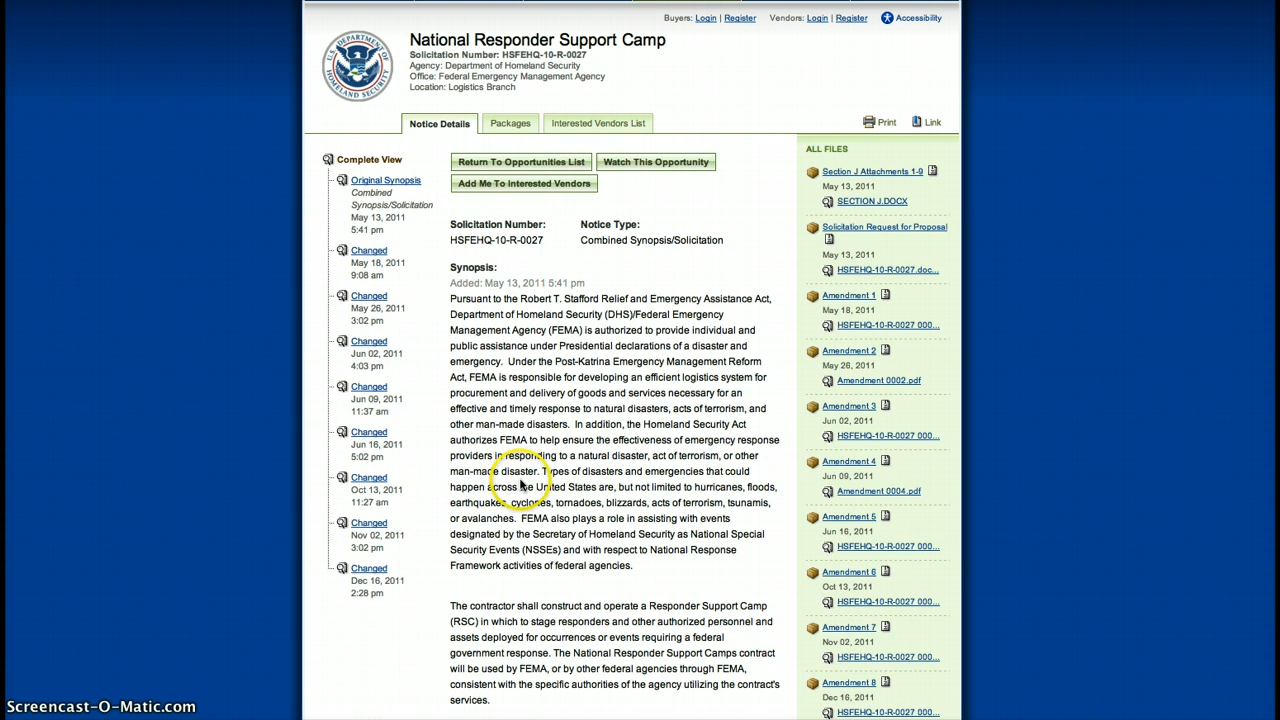 Buyers: Login | Register Vendors: Login | Register Accessibility
National Responder Support Camp
Solicitation Number: HSFEHQ-10-R-0027
Agency: Department of Homeland Security
Office: Federal Emergency Management Agency
Location: Logistics Branch
U.S. DEPARTMENT OF HOMELAND SECURITY
Notice Details Packages Interested Vendors List Print Link
Complete View
Original Synopsis
Combined
Synopsis/Solicitation
May 13, 2011
5:41 pm
Changed
May 18, 2011
9:08 am
Changed
May 26, 2011
3:02 pm
Changed
Jun 02, 2011
4:03 pm
Changed
Jun 09, 2011
11:37 am
Changed
Jun 16, 2011
5:02 pm
Changed
Oct 13, 2011
11:27 am
Changed
Nov 02, 2011
3:02 pm
Changed
Dec 16, 2011
2:28 pm
Return To Opportunities List Watch This Opportunity
Add Me To Interested Vendors
Solicitation Number: Notice Type:
HSFEHQ-10-R-0027 Combined Synopsis/Solicitation
Synopsis:
Added: May 13, 2011 5:41 pm
Pursuant to the Robert T. Stafford Relief and Emergency Assistance Act,
Department of Homeland Security (DHS)/Federal Emergency
Management Agency (FEMA) is authorized to provide individual and
public assistance under Presidential declarations of a disaster and
emergency. Under the Post-Katrina Emergency Management Reform
Act, FEMA is responsible for developing an efficient logistics system for
procurement and delivery of goods and services necessary for an
effective and timely response to natural disasters, acts of terrorism, and
other man-made disasters. In addition, the Homeland Security Act
authorizes FEMA to help ensure the effectiveness of emergency response
providers in responding to a natural disaster, act of terrorism, or other
man-made disaster. Types of disasters and emergencies that could
happen across the United States are, but not limited to hurricanes, floods,
earthquake, cyclones, tornadoes, blizzards, acts of terrorism, tsunamis,
or avalanches. FEMA also plays a role in assisting with events
designated by the Secretary of Homeland Security as National Special
Security Events (NSSEs) and with respect to National Response
Framework activities of federal agencies.
The contractor shall construct and operate a Responder Support Camp
(RSC) in which to stage responders and other authorized personnel and
assets deployed for occurrences or events requiring a federal
government response. The National Responder Support Camps contract
will be used by FEMA, or by other federal agencies through FEMA,
consistent with the specific authorities of the agency utilizing the contract's
services.
ALL FILES
Section J Attachments 1-9
May 13, 2011
SECTION J.DOCX
Solicitation Request for Proposal
May 13, 2011
HSFEHQ-10-R-0027.doc...
Amendment 1
May 18, 2011
HSFEHQ-10-R-0027 000...
Amendment 2
May 26, 2011
Amendment 0002.pdf
Amendment 3
Jun 02, 2011
HSFEHQ-10-R-0027 000...
Amendment 4
Jun 09, 2011
Amendment 0004.pdf
Amendment 5
Jun 16, 2011
HSFEHQ-10-R-0027 000...
Amendment 6
Oct 13, 2011
HSFEHQ-10-R-0027 000...
Amendment 7
Nov 02, 2011
HSFEHQ-10-R-0027 000...
Amendment 8
Dec 16, 2011
HSFEHQ-10-R-0027 000...
Screencast-O-Matic.com